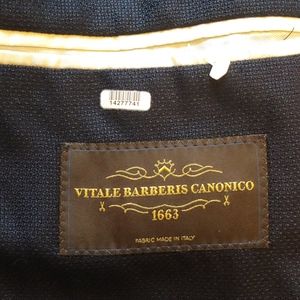 14277741
VITALE BARBERIS CANONICO
1663
FABRIC MADE IN ITALY